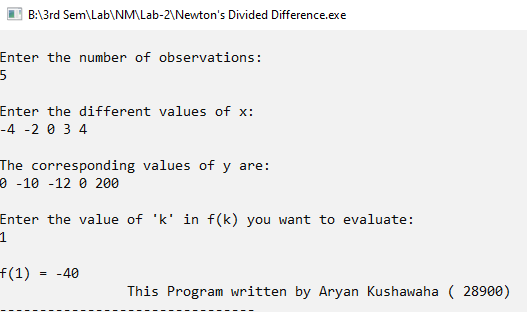 B:\3rd Sem\Lab\NM\Lab-2\Newton's Divided Difference.exe
Enter the number of observations:
5
Enter the different values of x:
-4 -2 0 3 4
The corresponding values of y are:
0 -10 -12 0 200
Enter the value of 'k' in f(k) you want to evaluate:
1
f(1) = -40
This Program written by Aryan Kushawaha ( 28900)
--------------------------------